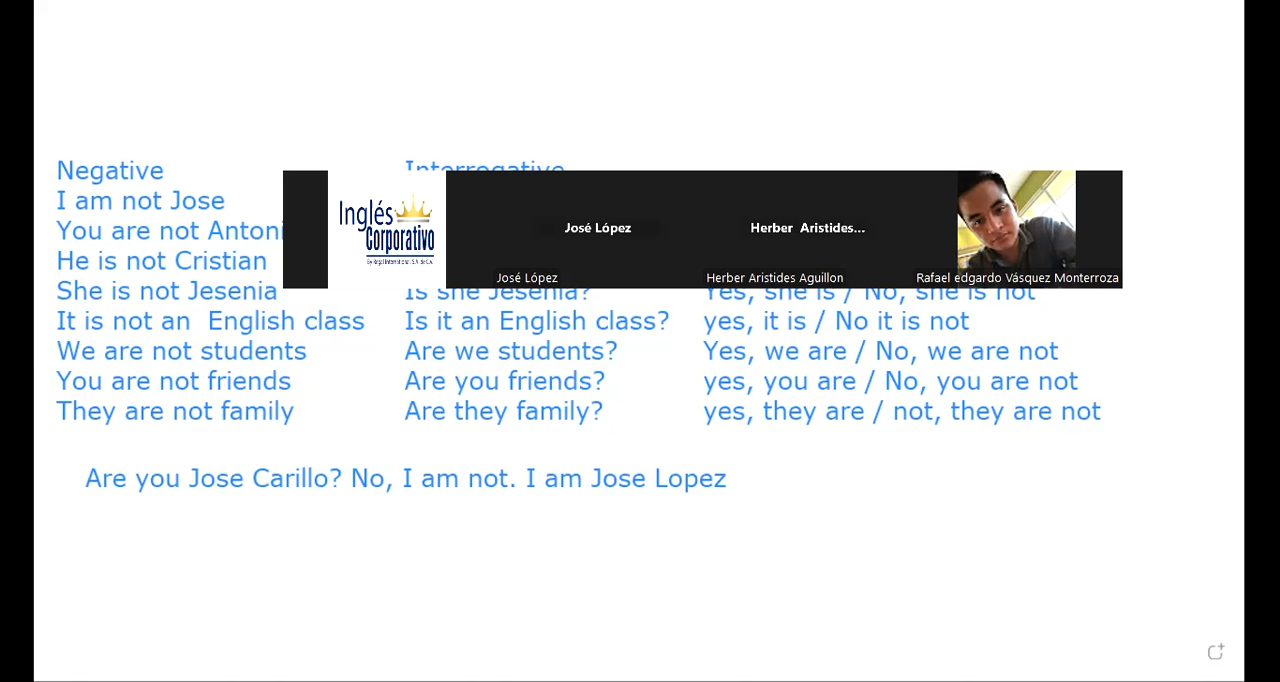 Negative
Interrogative
I am not Jose
You are not Antoni
He is not Cristian
She is not Jesenia
Is she Jesenia?
Yes, she is / No, she is not
It is not an  English class
Is it an English class?
yes, it is / No it is not
We are not students
Are we students?
Yes, we are / No, we are not
You are not friends
Are you friends?
yes, you are / No, you are not
They are not family
Are they family?
yes, they are / not, they are not
Are you Jose Carillo? No, I am not. I am Jose Lopez
Inglés
Corporativo
By Regal International, S.A. de C.V.
José López
José López
Herber  Aristides...
Herber Aristides Aguillon
Rafael edgardo Vásquez Monterroza